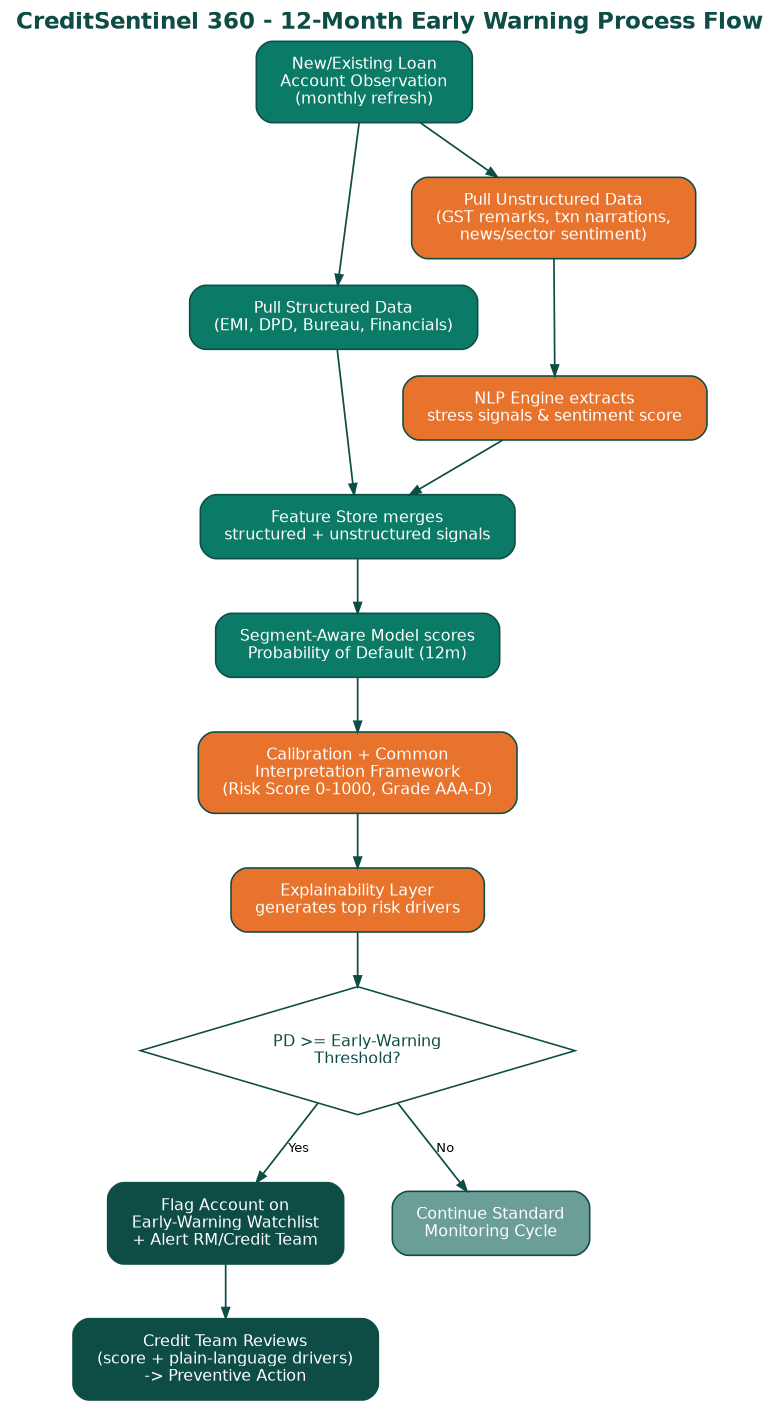 CreditSentinel 360 - 12-Month Early Warning Process Flow
New/Existing Loan
Account Observation
(monthly refresh)
Pull Unstructured Data
(GST remarks, txn narrations,
news/sector sentiment)
Pull Structured Data
(EMI, DPD, Bureau, Financials)
NLP Engine extracts
stress signals & sentiment score
Feature Store merges
structured + unstructured signals
Segment-Aware Model scores
Probability of Default (12m)
Calibration + Common
Interpretation Framework
(Risk Score 0-1000, Grade AAA-D)
Explainability Layer
generates top risk drivers
PD >= Early-Warning
Threshold?
Yes
No
Flag Account on
Early-Warning Watchlist
+ Alert RM/Credit Team
Continue Standard
Monitoring Cycle
Credit Team Reviews
(score + plain-language drivers)
-> Preventive Action